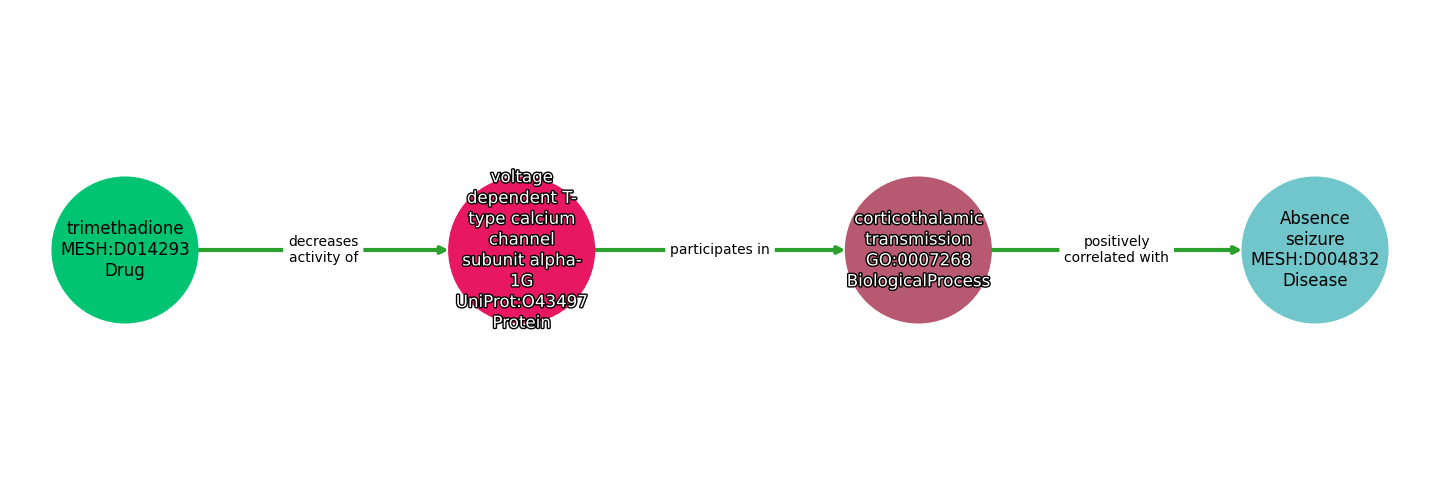 trimethadione
MESH:D014293
Drug
decreases
activity of
voltage
dependent T-
type calcium
channel
subunit alpha-
1G
UniProt:O43497
Protein
participates in
corticothalamic
transmission
GO:0007268
BiologicalProcess
positively
correlated with
Absence
seizure
MESH:D004832
Disease